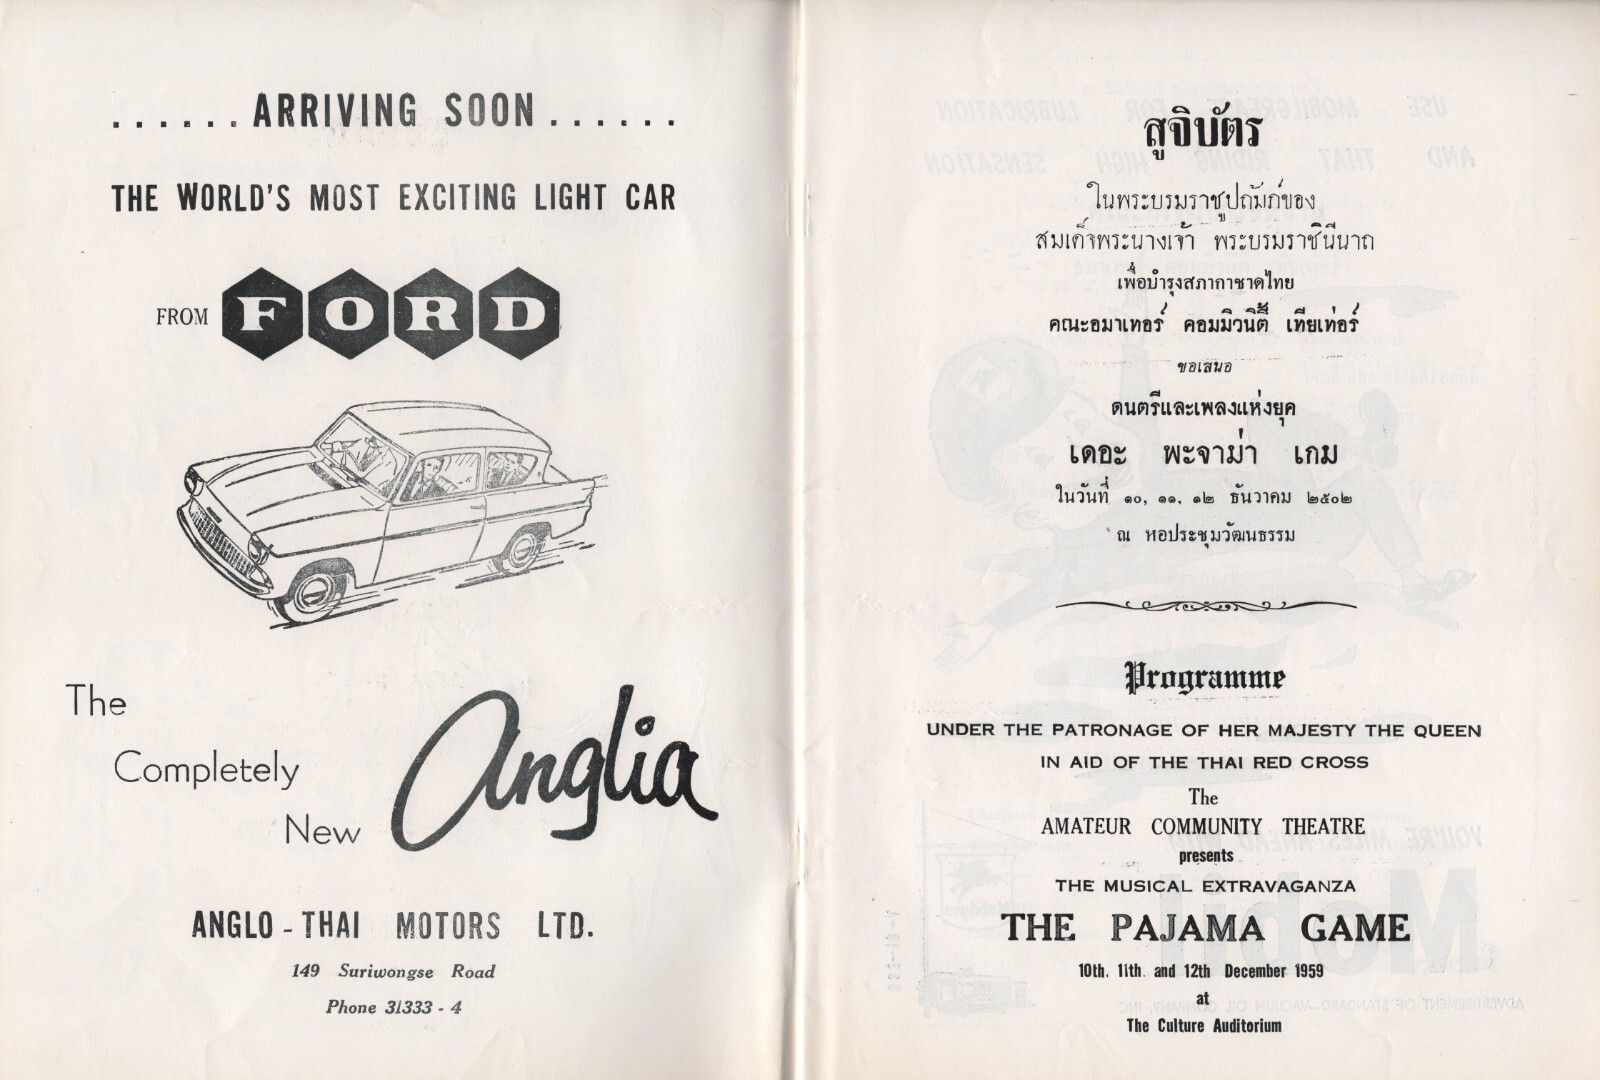 ......ARRIVING SOON......
THE WORLD'S MOST EXCITING LIGHT CAR
FROM FORD
The
Completely
New
Anglia
ANGLO - THAI MOTORS LTD.
149 Suriwongse Road
Phone 31333 - 4
สูจิบัตร
ในพระบรมราชูปถัมภ์ของ
สมเด็จพระนางเจ้า พระบรมราชินีนาถ
เพื่อบำรุงสภากาชาดไทย
คณะอมาเทอร์ คอมมิวนิตี้ เทียเท่อร์
ขอเสนอ
ดนตรีและเพลงแห่งยุค
เดอะ พะจาม่า เกม
ในวันที่ ๑๐, ๑๑, ๑๒ ธันวาคม ๒๕๐๒
ณ หอประชุมวัฒนธรรม
Programme
UNDER THE PATRONAGE OF HER MAJESTY THE QUEEN
IN AID OF THE THAI RED CROSS
The
AMATEUR COMMUNITY THEATRE
presents
THE MUSICAL EXTRAVAGANZA
THE PAJAMA GAME
10th, 11th and 12th December 1959
at
The Culture Auditorium